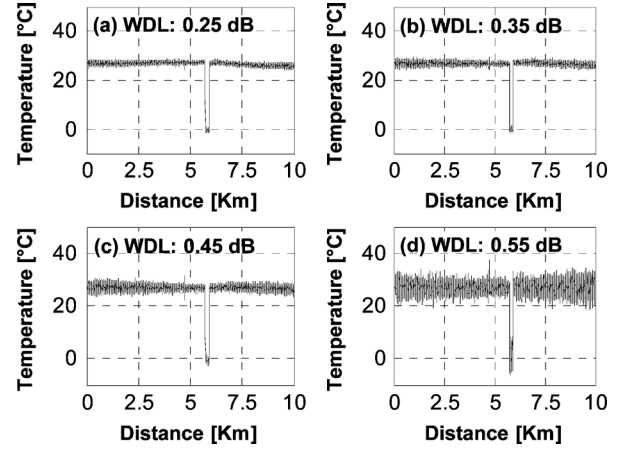 (a) WDL: 0.25 dB
Temperature [°C]
40
20
0
0 2.5 5 7.5 10
Distance [Km]
(b) WDL: 0.35 dB
Temperature [°C]
40
20
0
0 2.5 5 7.5 10
Distance [Km]
(c) WDL: 0.45 dB
Temperature [°C]
40
20
0
0 2.5 5 7.5 10
Distance [Km]
(d) WDL: 0.55 dB
Temperature [°C]
40
20
0
0 2.5 5 7.5 10
Distance [Km]